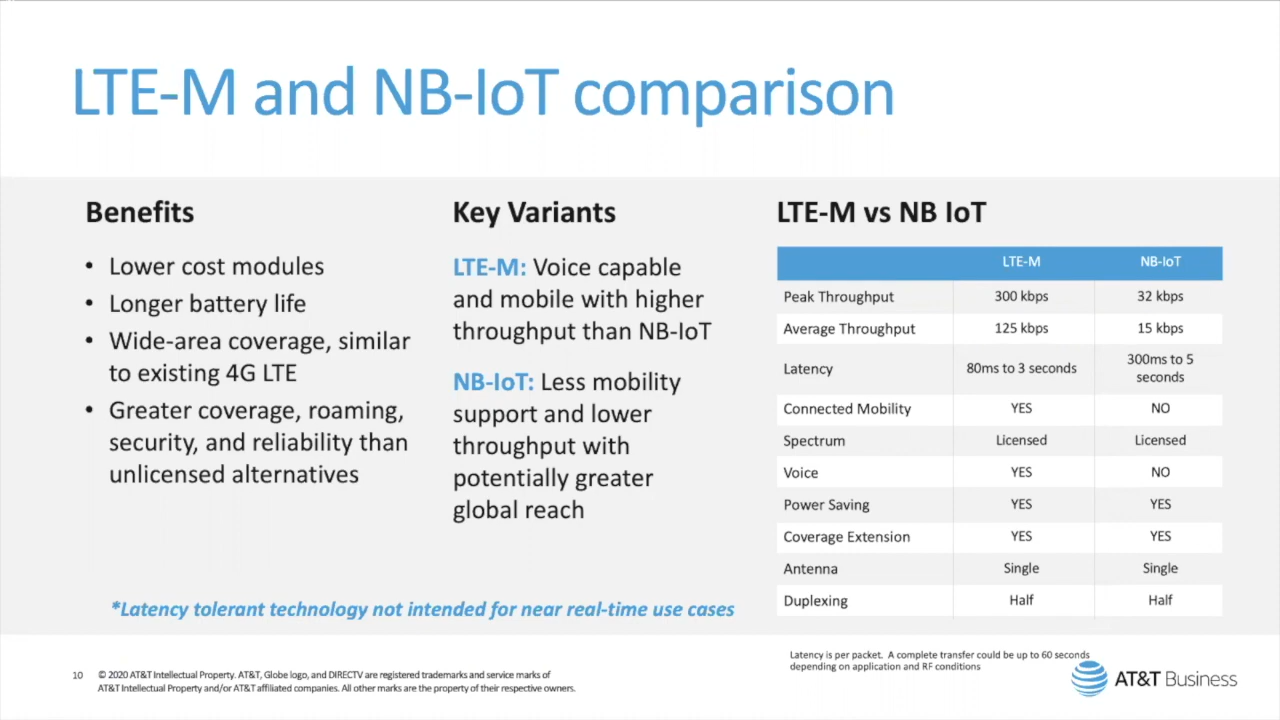 LTE-M and NB-IoT comparison
Benefits
• Lower cost modules
• Longer battery life
• Wide-area coverage, similar
to existing 4G LTE
• Greater coverage, roaming,
security, and reliability than
unlicensed alternatives
Key Variants
LTE-M: Voice capable
and mobile with higher
throughput than NB-IoT
NB-IoT: Less mobility
support and lower
throughput with
potentially greater
global reach
*Latency tolerant technology not intended for near real-time use cases
LTE-M vs NB IoT
LTE-M NB-IoT
Peak Throughput 300 kbps 32 kbps
Average Throughput 125 kbps 15 kbps
Latency 80ms to 3 seconds 300ms to 5
seconds
Connected Mobility YES NO
Spectrum Licensed Licensed
Voice YES NO
Power Saving YES YES
Coverage Extension YES YES
Antenna Single Single
Duplexing Half Half
Latency is per packet. A complete transfer could be up to 60 seconds
depending on application and RF conditions
10 © 2020 AT&T Intellectual Property. AT&T, Globe logo, and DIRECTV are registered trademarks and service marks of
AT&T Intellectual Property and/or AT&T affiliated companies. All other marks are the property of their respective owners.
AT&T Business